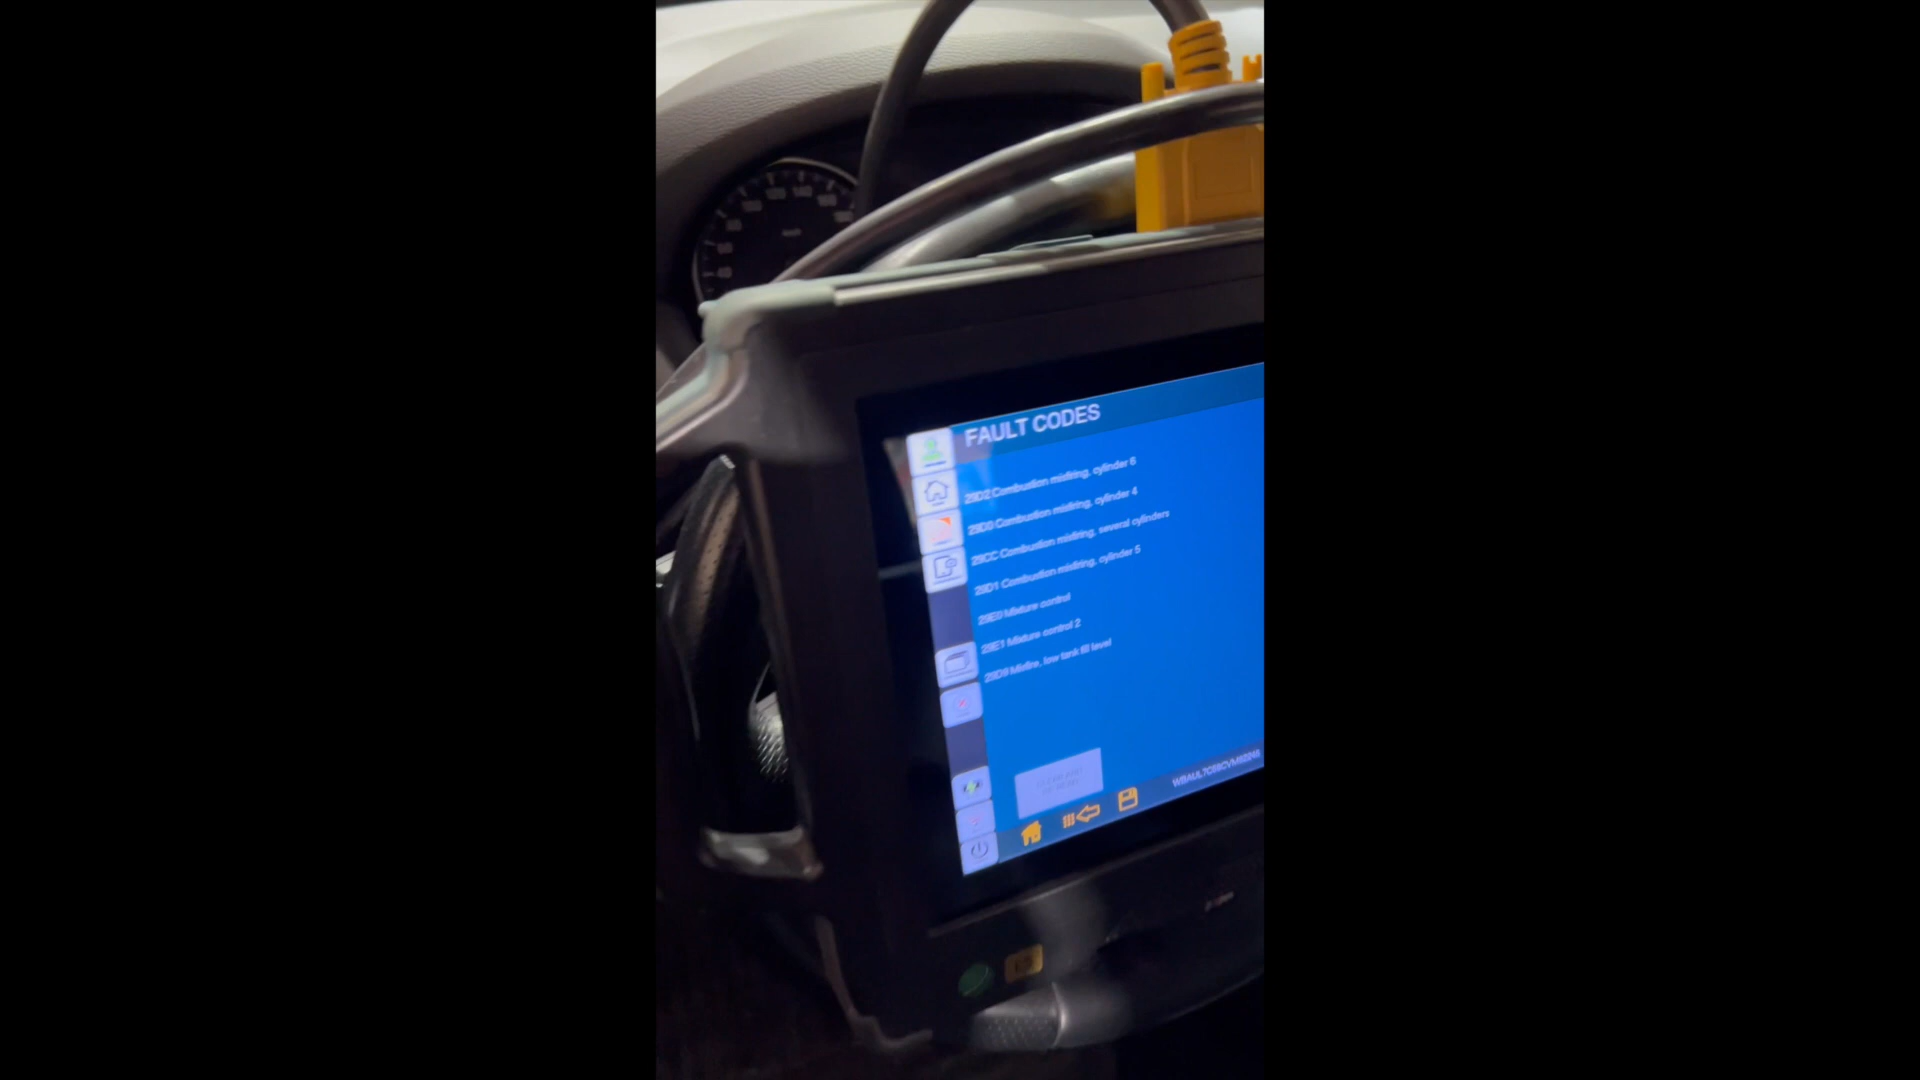 FAULT CODES
29D2 Combustion misfiring, cylinder 6
29D0 Combustion misfiring, cylinder 4
29CC Combustion misfiring, several cylinders
29D1 Combustion misfiring, cylinder 5
29E0 Mixture control
29E1 Mixture control 2
29D9 Misfire, low tank fill level